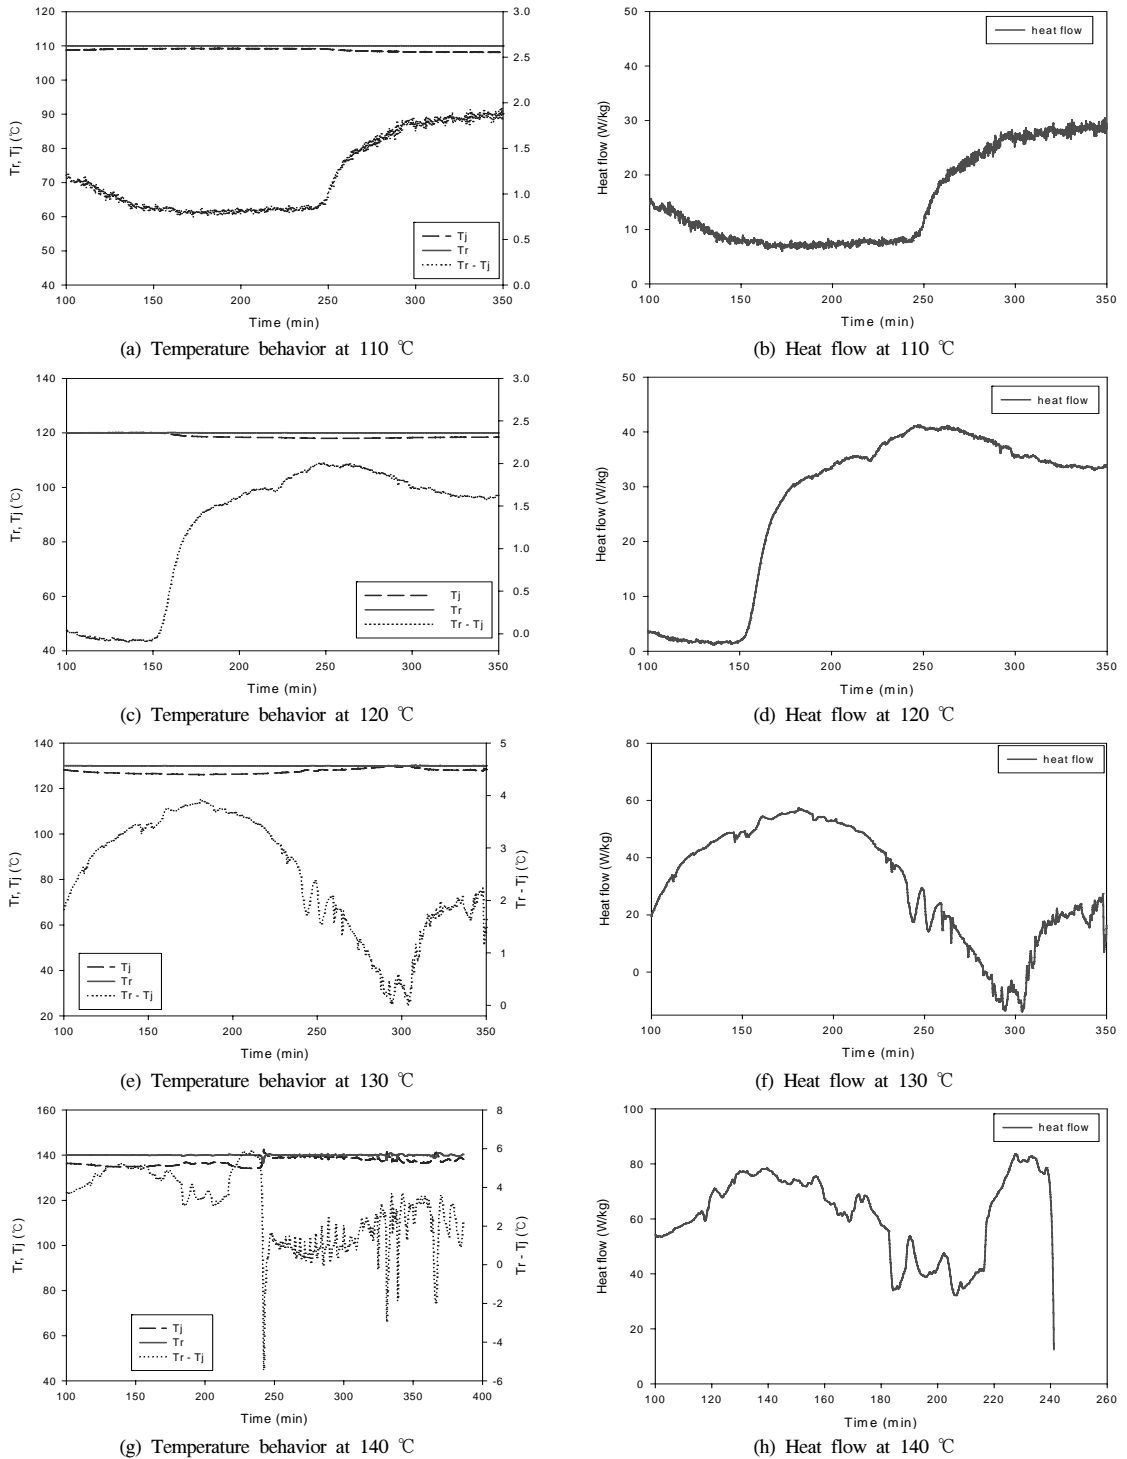 120
110
100
90
80
70
60
50
40
3.0
2.5
2.0
1.5
1.0
0.5
0.0
Tr, Tj (℃)
Tj
Tr
Tr - Tj
100 150 200 250 300 350
Time (min)
(a) Temperature behavior at 110 ℃
50
40
30
20
10
0
Heat flow (W/kg)
heat flow
100 150 200 250 300 350
Time (min)
(b) Heat flow at 110 ℃
140
120
100
80
60
40
3.0
2.5
2.0
1.5
1.0
0.5
0.0
Tr, Tj (℃)
Tj
Tr
Tr - Tj
100 150 200 250 300 350
Time (min)
(c) Temperature behavior at 120 ℃
50
40
30
20
10
0
Heat flow (W/kg)
heat flow
100 150 200 250 300 350
Time (min)
(d) Heat flow at 120 ℃
140
120
100
80
60
40
20
5
4
3
2
1
0
Tr, Tj (℃)
Tr - Tj (℃)
Tj
Tr
Tr - Tj
100 150 200 250 300 350
Time (min)
(e) Temperature behavior at 130 ℃
80
60
40
20
0
Heat flow (W/kg)
heat flow
100 150 200 250 300 350
Time (min)
(f) Heat flow at 130 ℃
160
140
120
100
80
60
40
8
6
4
2
0
-2
-4
-6
Tr, Tj (℃)
Tr - Tj (℃)
Tj
Tr
Tr - Tj
100 150 200 250 300 350 400
Time (min)
(g) Temperature behavior at 140 ℃
100
80
60
40
20
0
Heat flow (W/kg)
heat flow
100 120 140 160 180 200 220 240 260
Time (min)
(h) Heat flow at 140 ℃